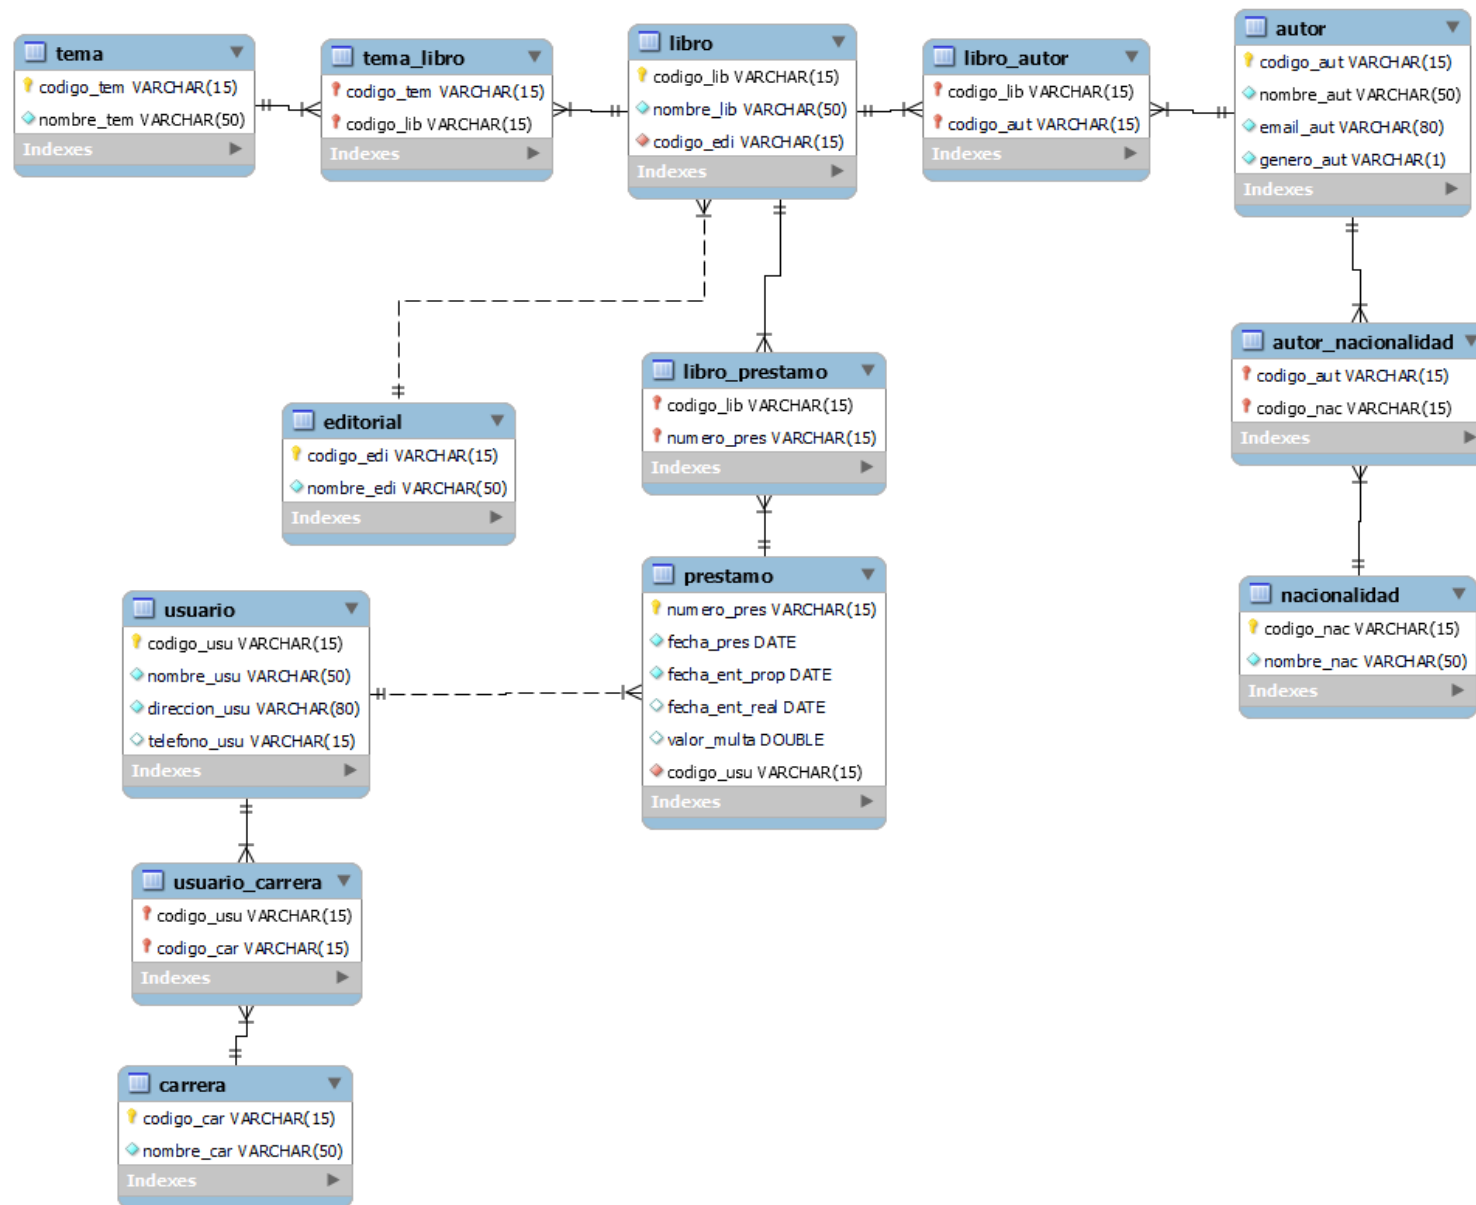 tema
codigo_tem VARCHAR(15)
nombre_tem VARCHAR(50)
Indexes
tema_libro
codigo_tem VARCHAR(15)
codigo_lib VARCHAR(15)
Indexes
libro
codigo_lib VARCHAR(15)
nombre_lib VARCHAR(50)
codigo_edi VARCHAR(15)
Indexes
libro_autor
codigo_lib VARCHAR(15)
codigo_aut VARCHAR(15)
Indexes
autor
codigo_aut VARCHAR(15)
nombre_aut VARCHAR(50)
email_aut VARCHAR(80)
genero_aut VARCHAR(1)
Indexes
editorial
codigo_edi VARCHAR(15)
nombre_edi VARCHAR(50)
Indexes
libro_prestamo
codigo_lib VARCHAR(15)
numero_pres VARCHAR(15)
Indexes
autor_nacionalidad
codigo_aut VARCHAR(15)
codigo_nac VARCHAR(15)
Indexes
usuario
codigo_usu VARCHAR(15)
nombre_usu VARCHAR(50)
direccion_usu VARCHAR(80)
telefono_usu VARCHAR(15)
Indexes
prestamo
numero_pres VARCHAR(15)
fecha_pres DATE
fecha_ent_prop DATE
fecha_ent_real DATE
valor_multa DOUBLE
codigo_usu VARCHAR(15)
Indexes
nacionalidad
codigo_nac VARCHAR(15)
nombre_nac VARCHAR(50)
Indexes
usuario_carrera
codigo_usu VARCHAR(15)
codigo_car VARCHAR(15)
Indexes
carrera
codigo_car VARCHAR(15)
nombre_car VARCHAR(50)
Indexes